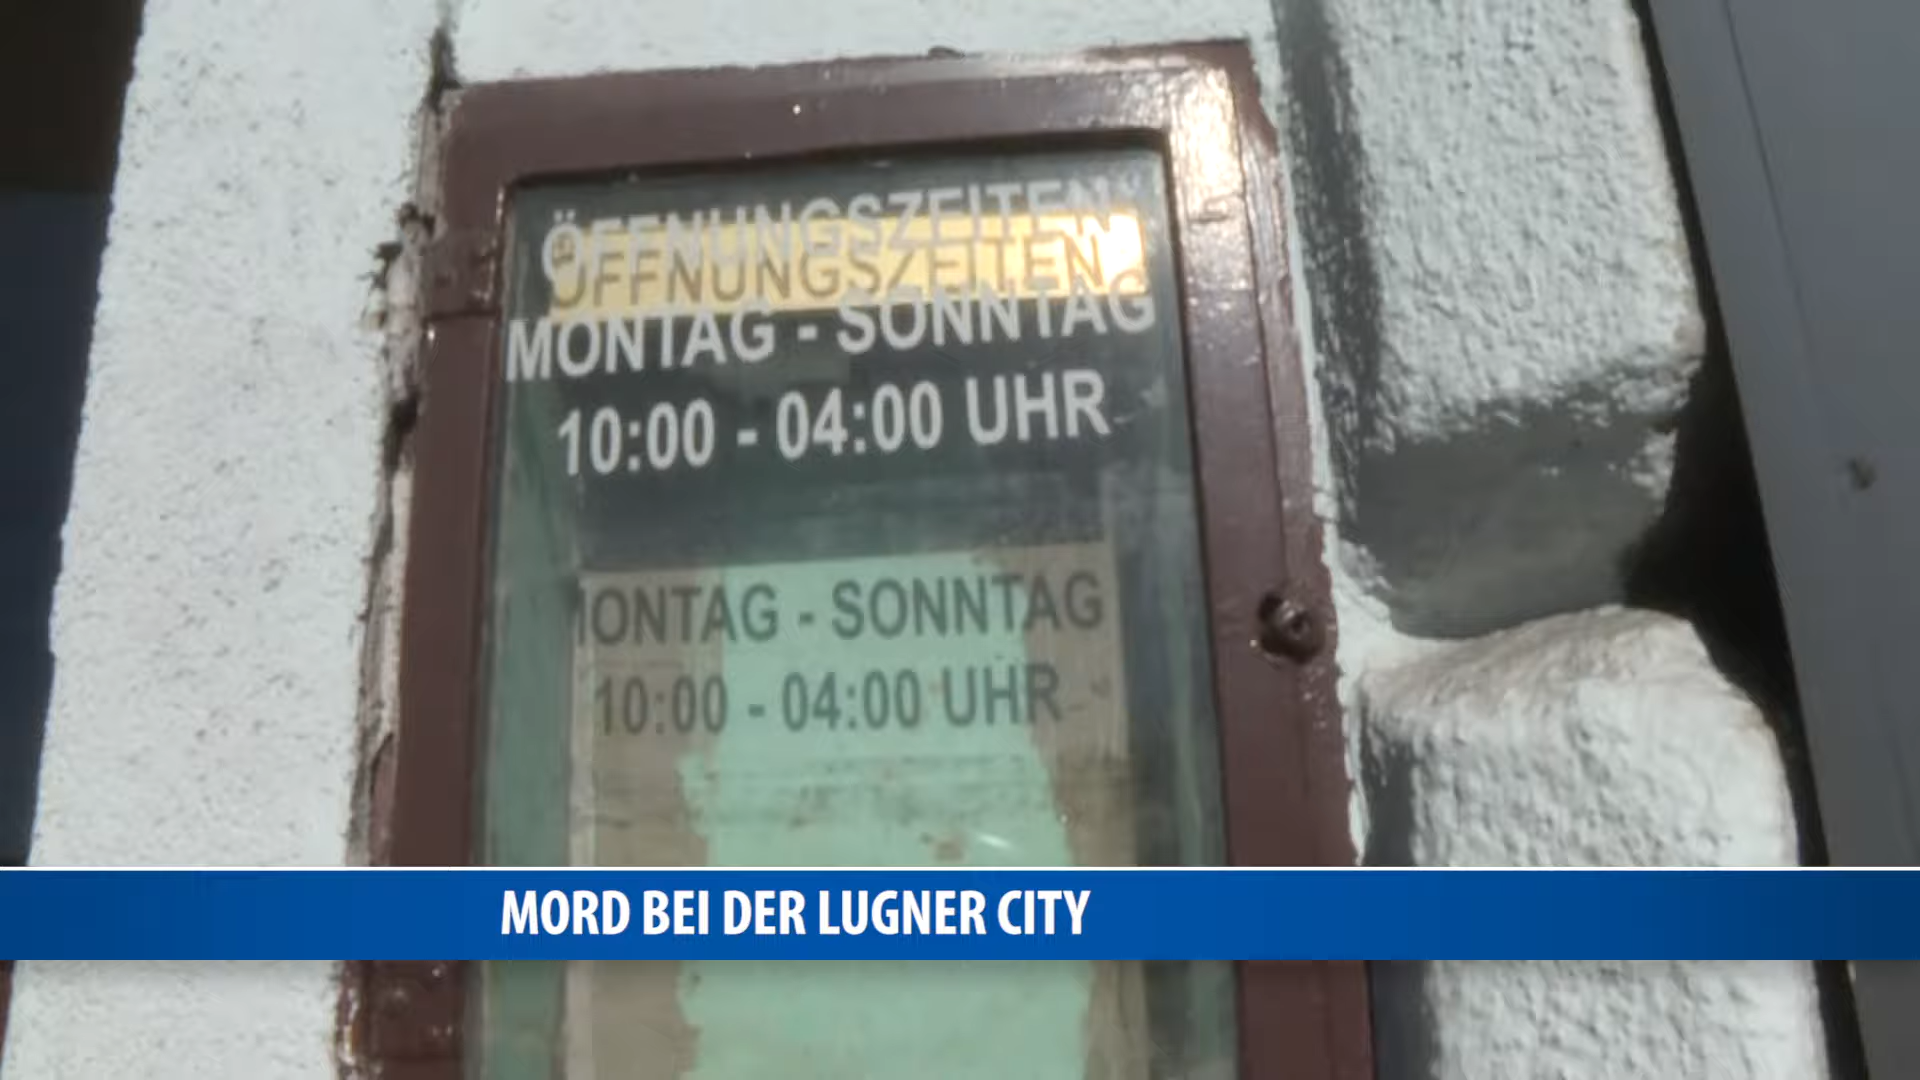 ÖFFNUNGSZEITEN
ÖFFNUNGSZEITEN
MONTAG - SONNTAG
10:00 - 04:00 UHR
MONTAG - SONNTAG
10:00 - 04:00 UHR
MORD BEI DER LUGNER CITY